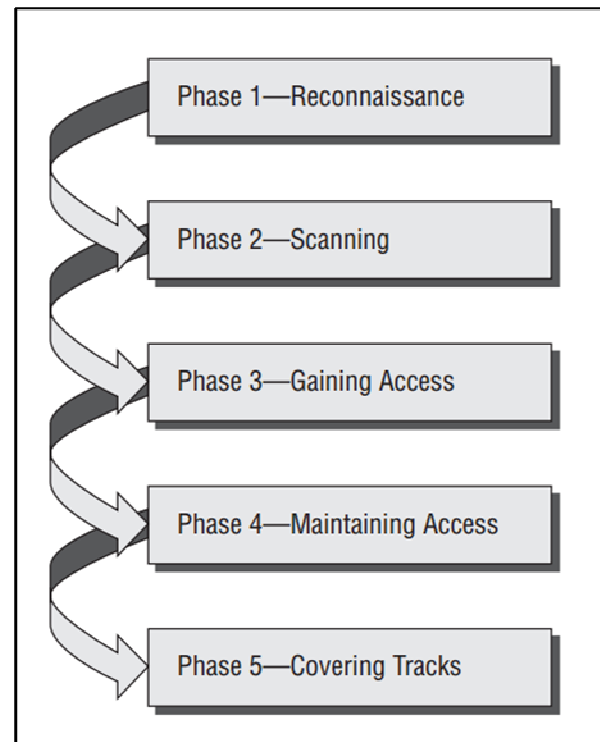 Phase 1—Reconnaissance
Phase 2—Scanning
Phase 3—Gaining Access
Phase 4—Maintaining Access
Phase 5—Covering Tracks